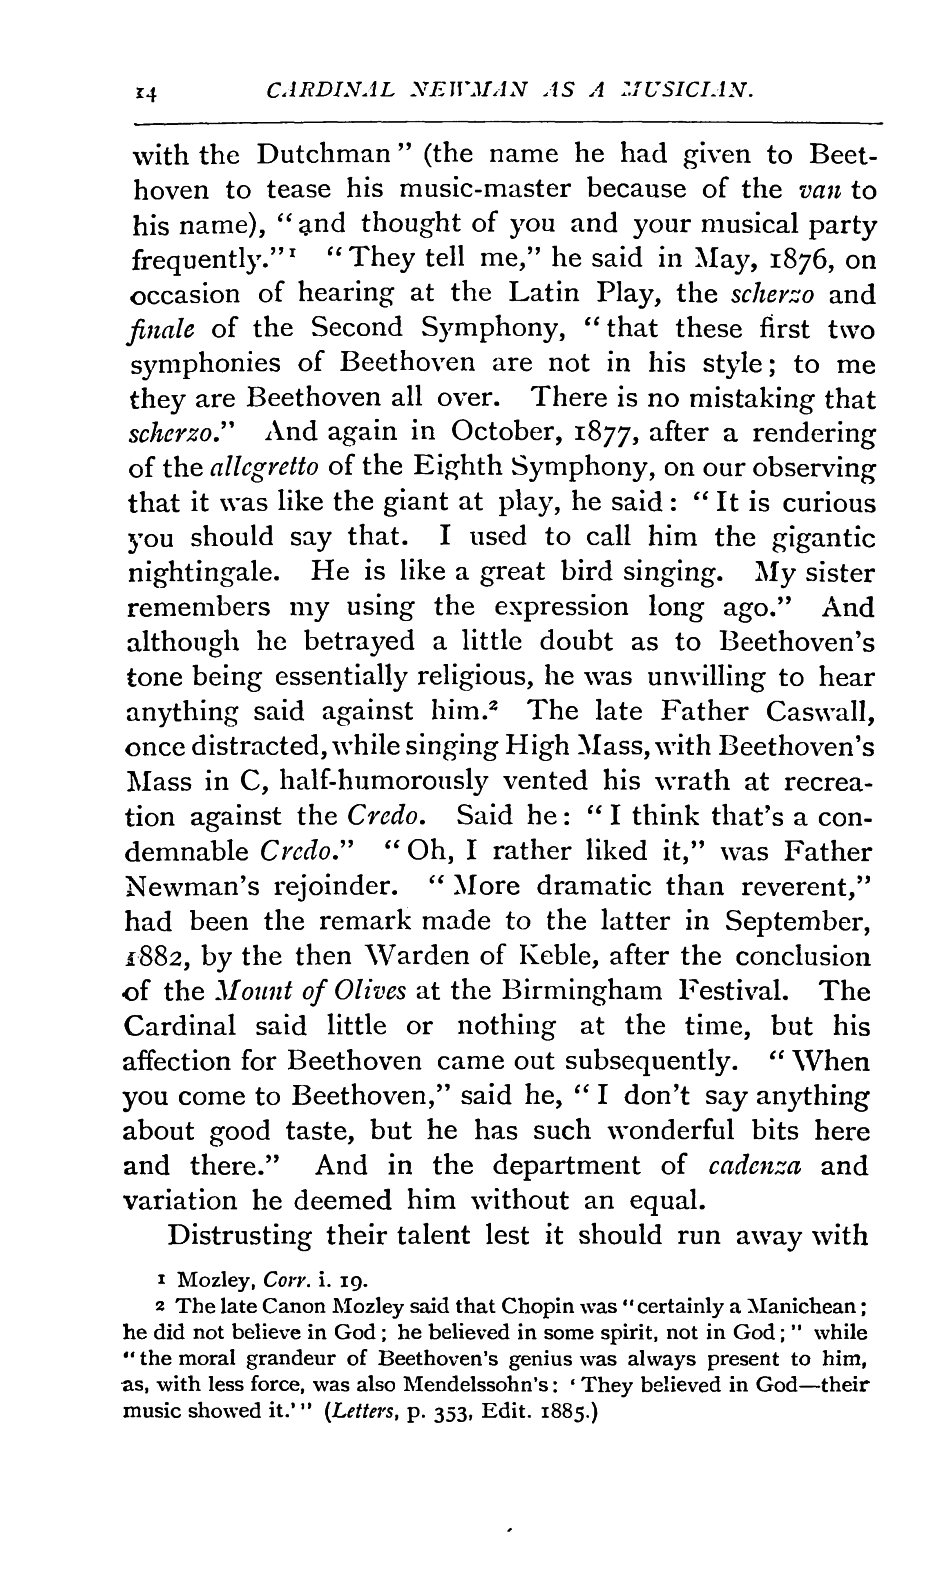 14 CARDINAL NEWMAN AS A MUSICIAN.
with the Dutchman” (the name he had given to Beet-
hoven to tease his music-master because of the van to
his name), “and thought of you and your musical party
frequently.”¹ “They tell me,” he said in May, 1876, on
occasion of hearing at the Latin Play, the scherzo and
finale of the Second Symphony, “that these first two
symphonies of Beethoven are not in his style; to me
they are Beethoven all over. There is no mistaking that
scherzo.” And again in October, 1877, after a rendering
of the allegretto of the Eighth Symphony, on our observing
that it was like the giant at play, he said: “It is curious
you should say that. I used to call him the gigantic
nightingale. He is like a great bird singing. My sister
remembers my using the expression long ago.” And
although he betrayed a little doubt as to Beethoven’s
tone being essentially religious, he was unwilling to hear
anything said against him.² The late Father Caswall,
once distracted, while singing High Mass, with Beethoven’s
Mass in C, half-humorously vented his wrath at recrea-
tion against the Credo. Said he: “I think that’s a con-
demnable Credo.” “Oh, I rather liked it,” was Father
Newman’s rejoinder. “More dramatic than reverent,”
had been the remark made to the latter in September,
1882, by the then Warden of Keble, after the conclusion
of the Mount of Olives at the Birmingham Festival. The
Cardinal said little or nothing at the time, but his
affection for Beethoven came out subsequently. “When
you come to Beethoven,” said he, “I don’t say anything
about good taste, but he has such wonderful bits here
and there.” And in the department of cadenza and
variation he deemed him without an equal.
Distrusting their talent lest it should run away with
¹ Mozley, Corr. i. 19.
² The late Canon Mozley said that Chopin was “certainly a Manichean;
he did not believe in God; he believed in some spirit, not in God;” while
“the moral grandeur of Beethoven’s genius was always present to him,
as, with less force, was also Mendelssohn’s: ‘They believed in God—their
music showed it.’” (Letters, p. 353, Edit. 1885.)